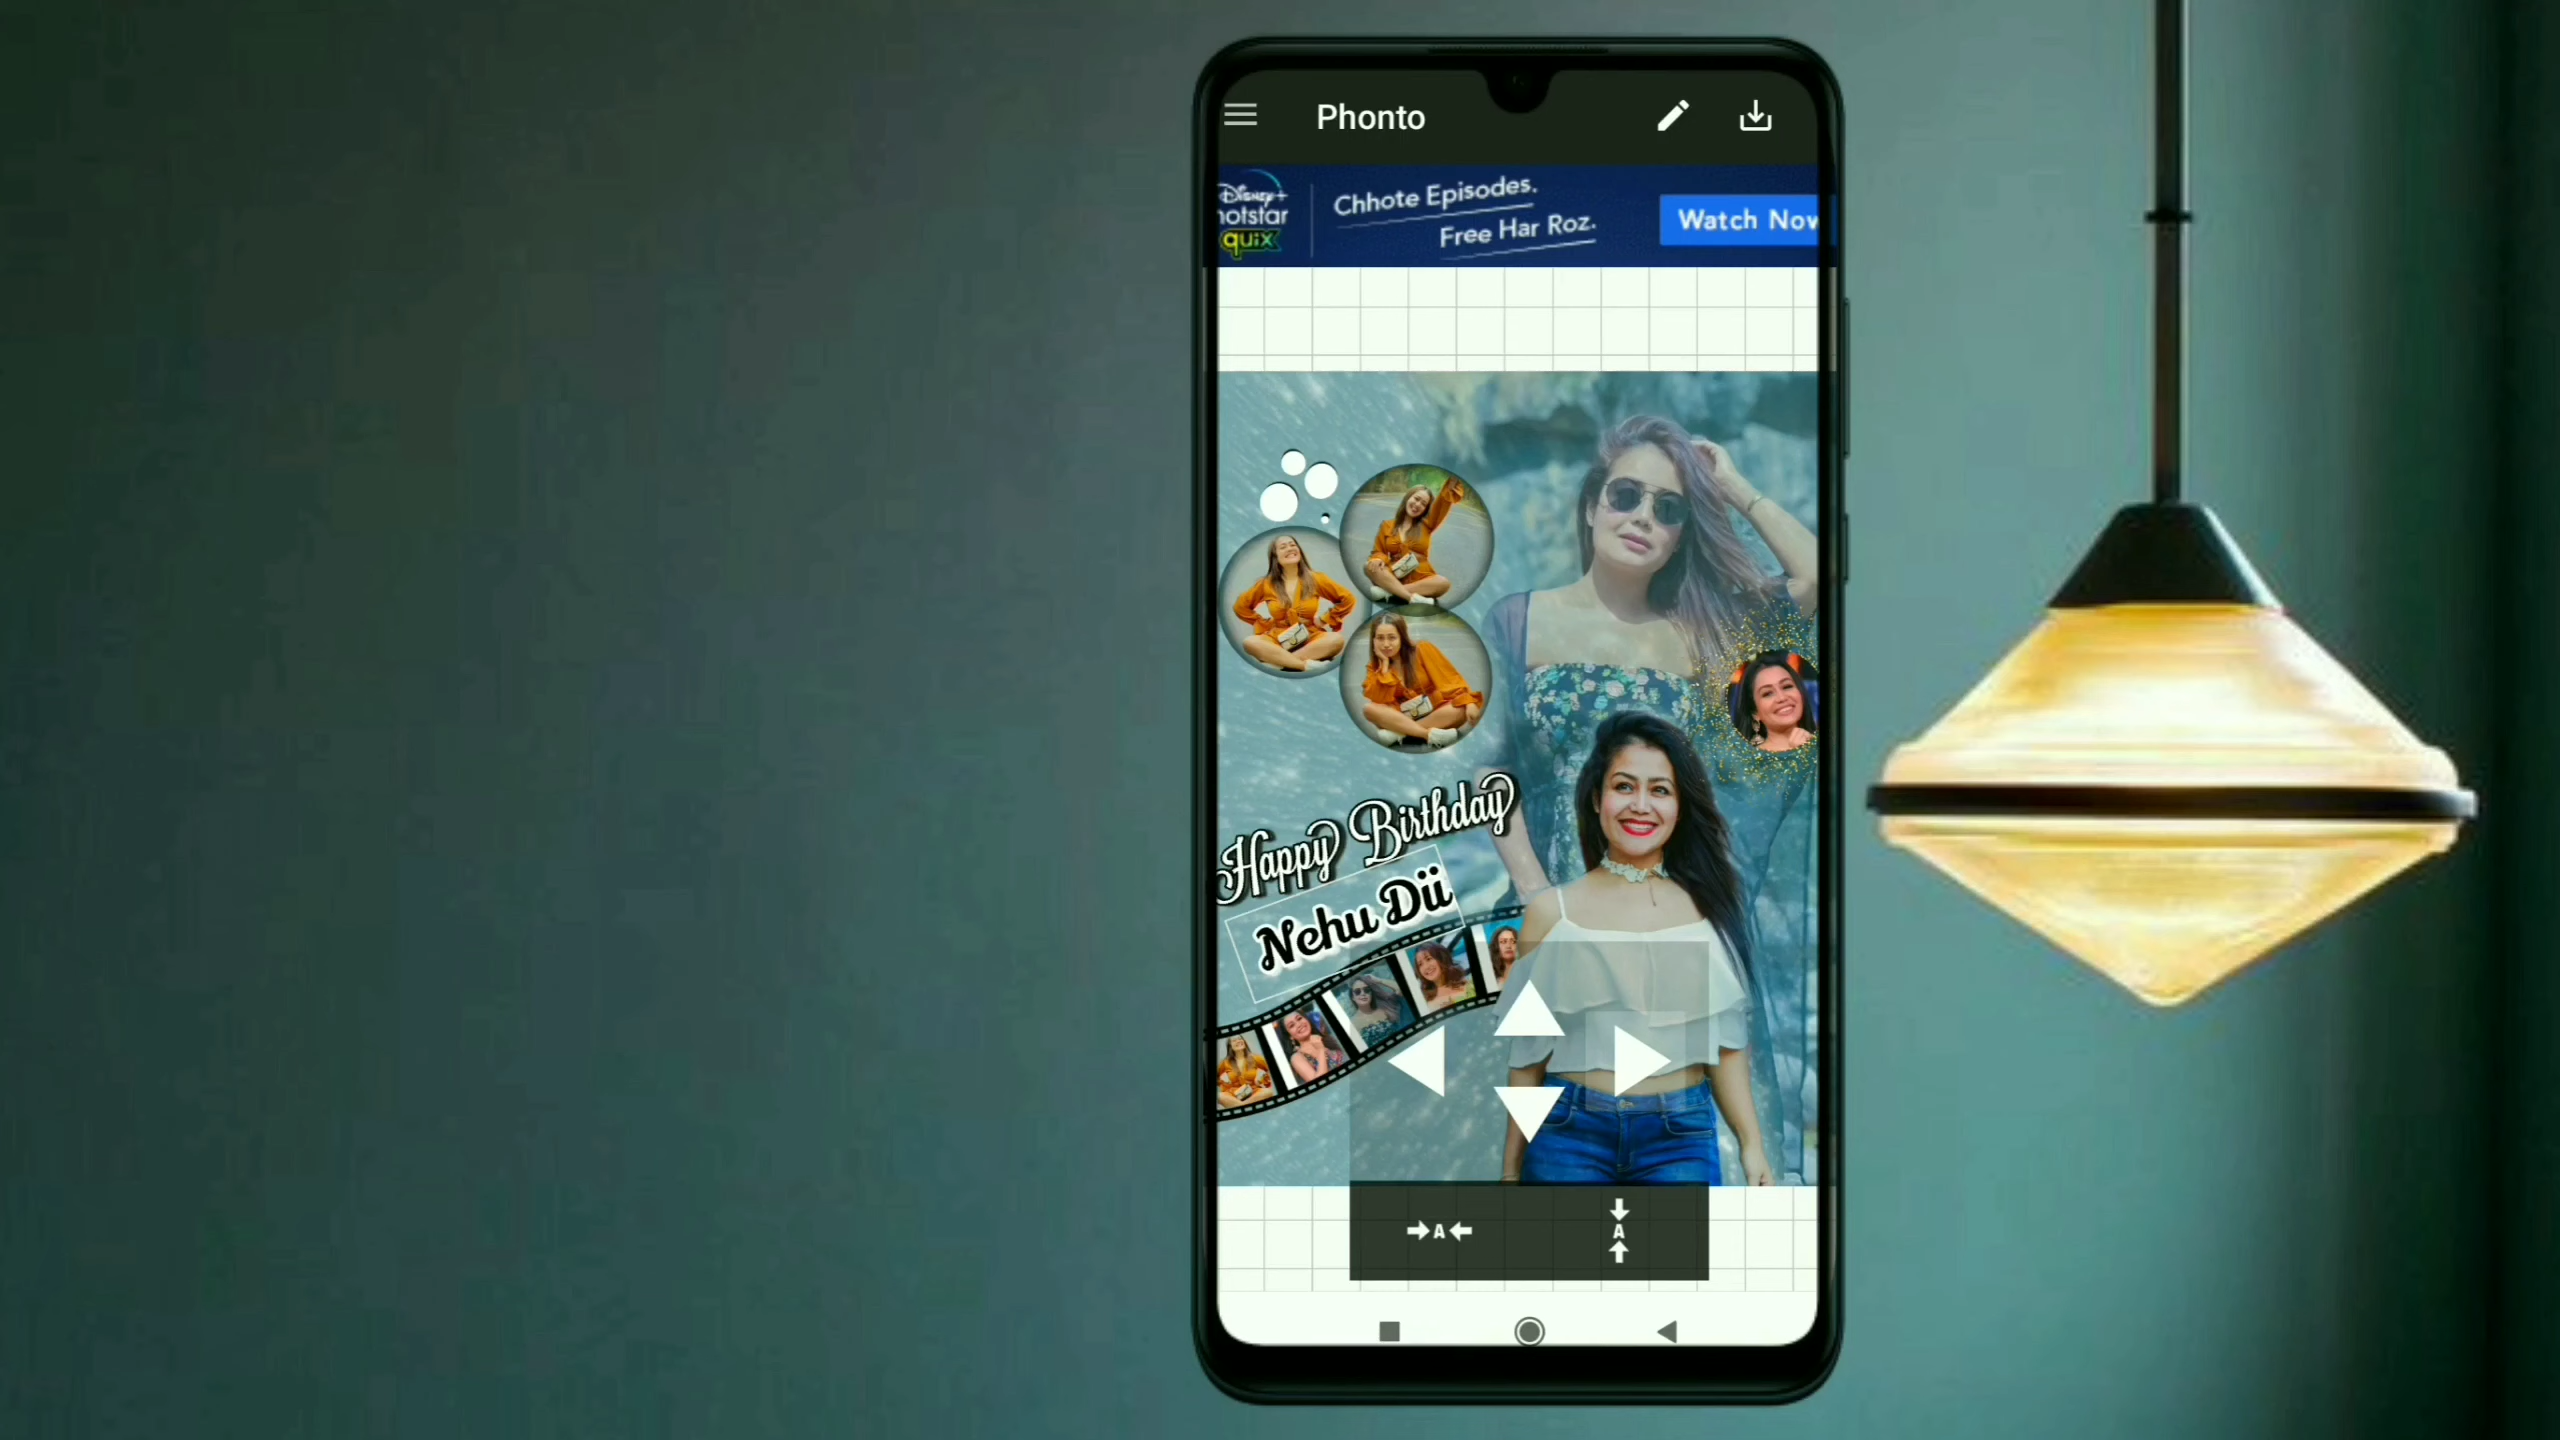 Phonto
Disney+
hotstar
quix
Chhote Episodes.
Free Har Roz.
Watch Now
Happy Birthday
Nehu Dii
A
A